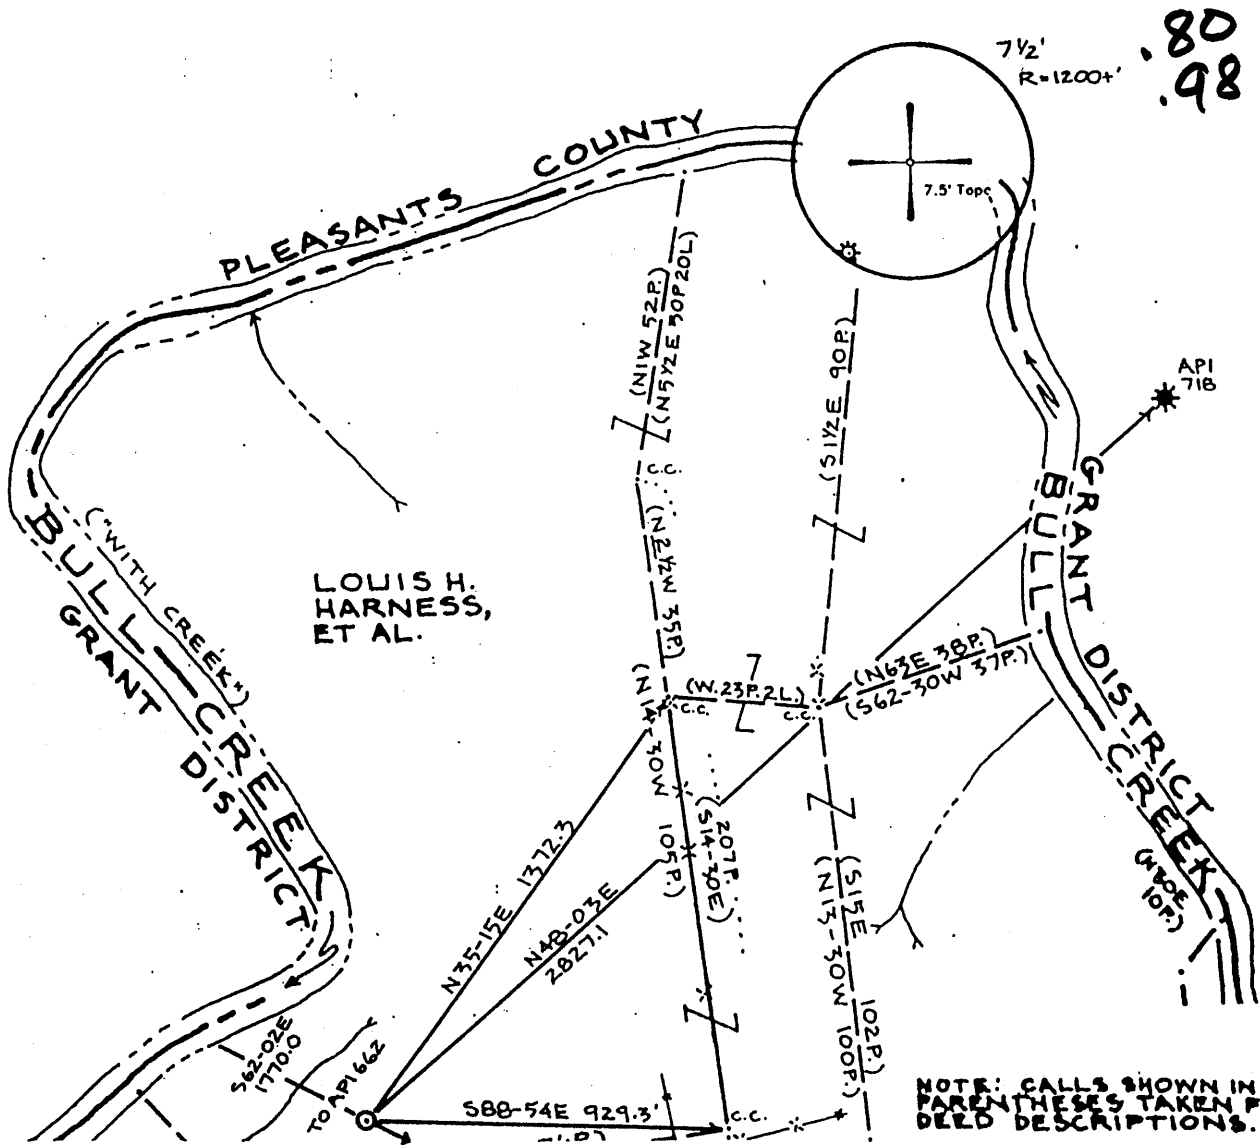 .80
.98
7½'
R=1200+'
7.5' Topo
PLEASANTS COUNTY
API
718
(N1W 52P.)
(N5½E 50P20L)
(S1½E 90P.)
C.C.
(N2½W 35P.)
("WITH CREEK")
BULL CREEK
GRANT DISTRICT
LOUIS H.
HARNESS,
ET AL.
GRANT DISTRICT
BULL CREEK
(N63E 38P.)
(S62-30W 37P.)
(W.23P.2L.)
C.C.
C.C.
(N14-30W 105P.)
207P.
(S14-30E)
(S15E 102P.)
(N13-30W 100P.)
(N30E
10P.)
N35-15E 1372.3
N48-03E
2827.1
S62-02E
1770.0
TO API 662
S88-54E 929.3'
C.C.
NOTE: CALLS SHOWN IN
PARENTHESES TAKEN F
DEED DESCRIPTIONS.